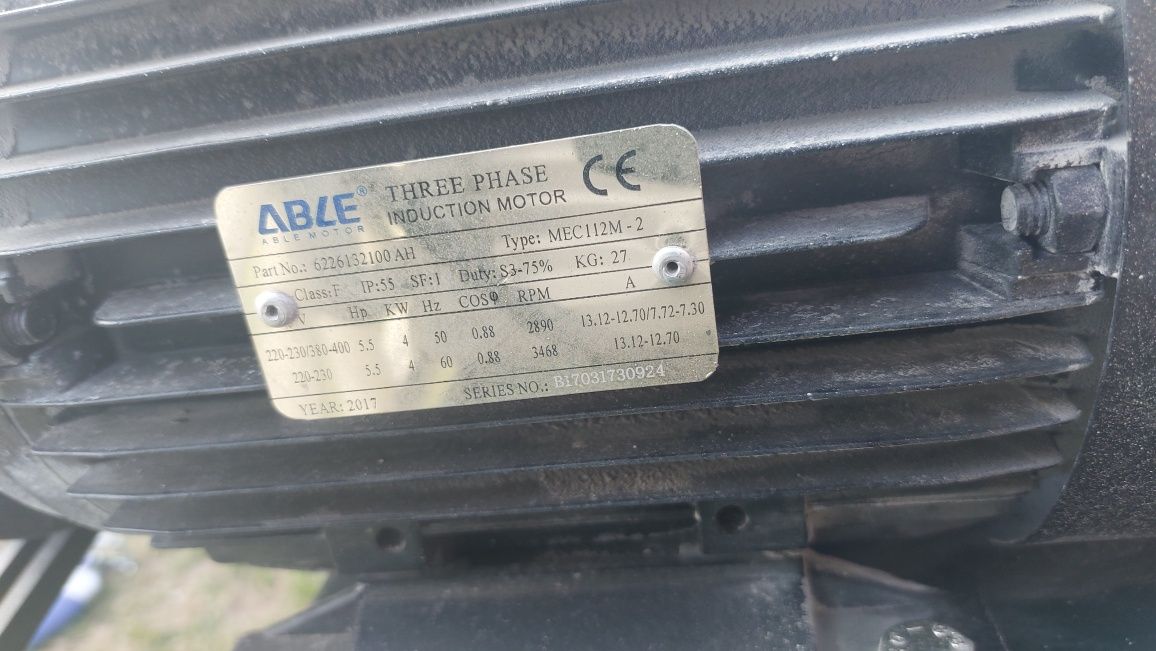 ABLE® THREE PHASE CE
ABLE MOTOR INDUCTION MOTOR
Part No.: 6226132100 AH Type: MEC112M - 2
Class:F IP:55 SF:1 Duty: S3-75% KG: 27
V Hp KW Hz COSφ RPM A
220-230/380-400 5.5 4 50 0.88 2890 13.12-12.70/7.72-7.30
220-230 5.5 4 60 0.88 3468 13.12-12.70
YEAR: 2017 SERIES NO.: B17031730924